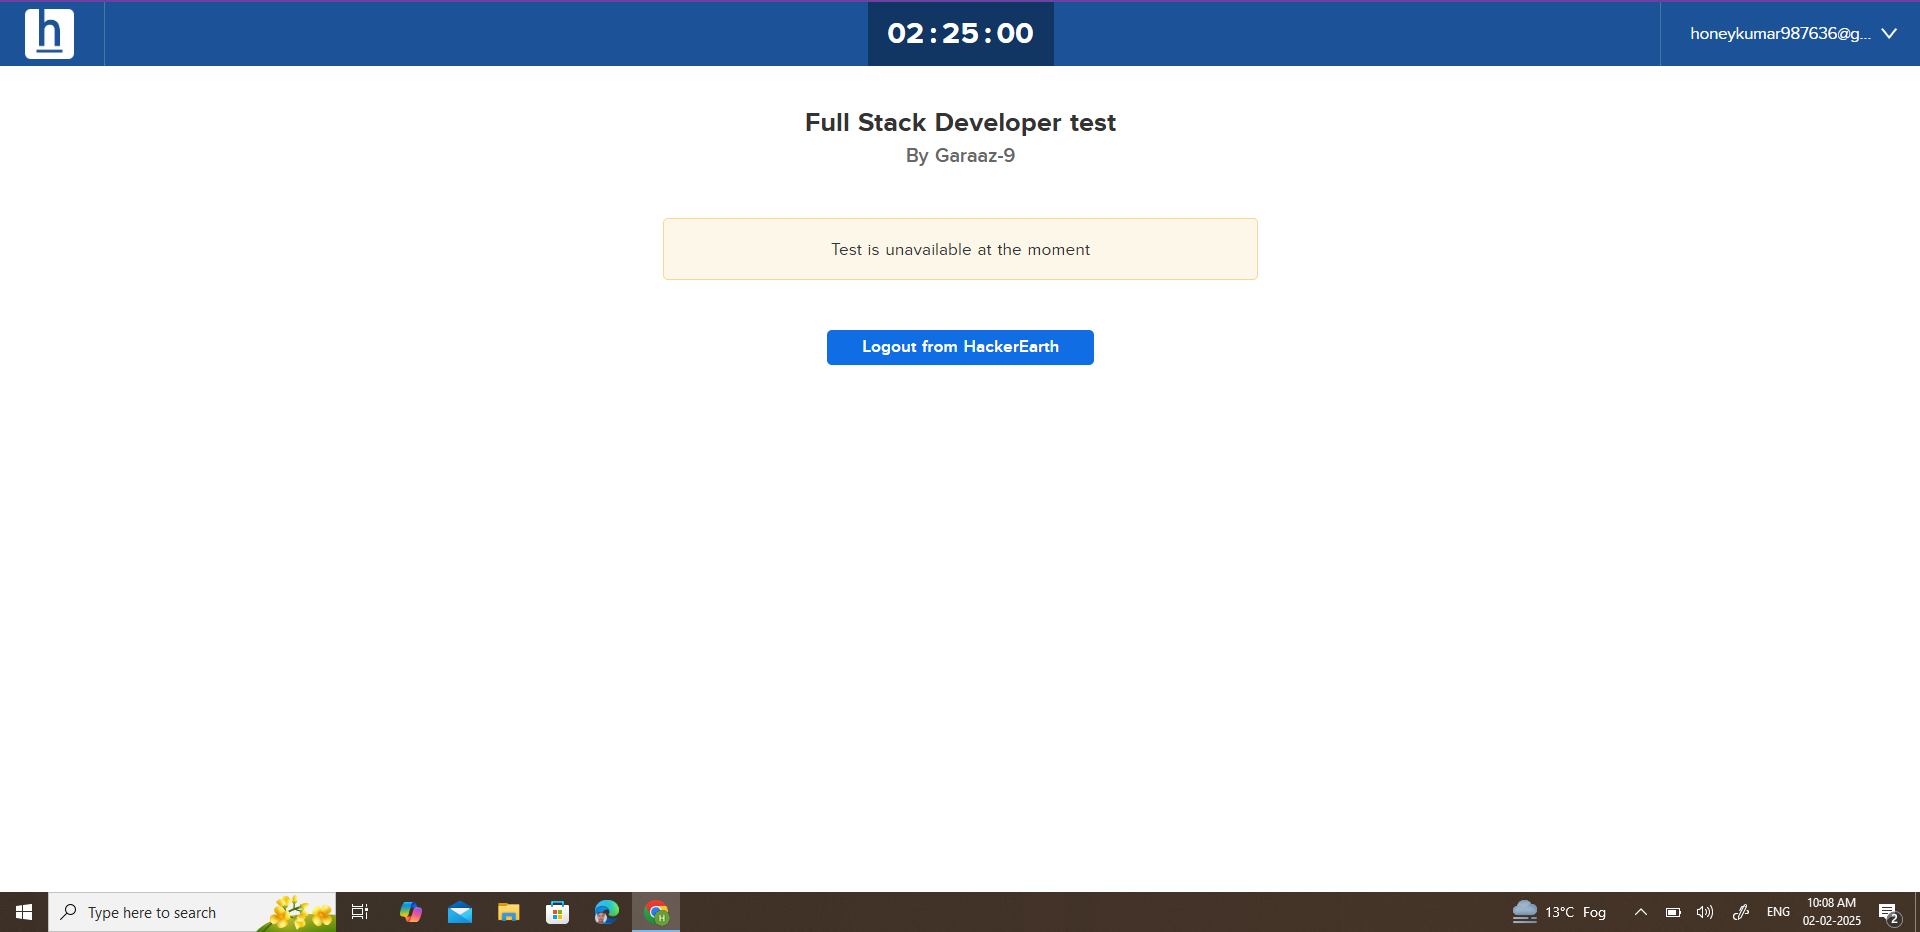 h
02:25:00
honeykumar987636@g...
Full Stack Developer test
By Garaaz-9
Test is unavailable at the moment
Logout from HackerEarth
Type here to search
H
13°C Fog
ENG
10:08 AM
02-02-2025
2